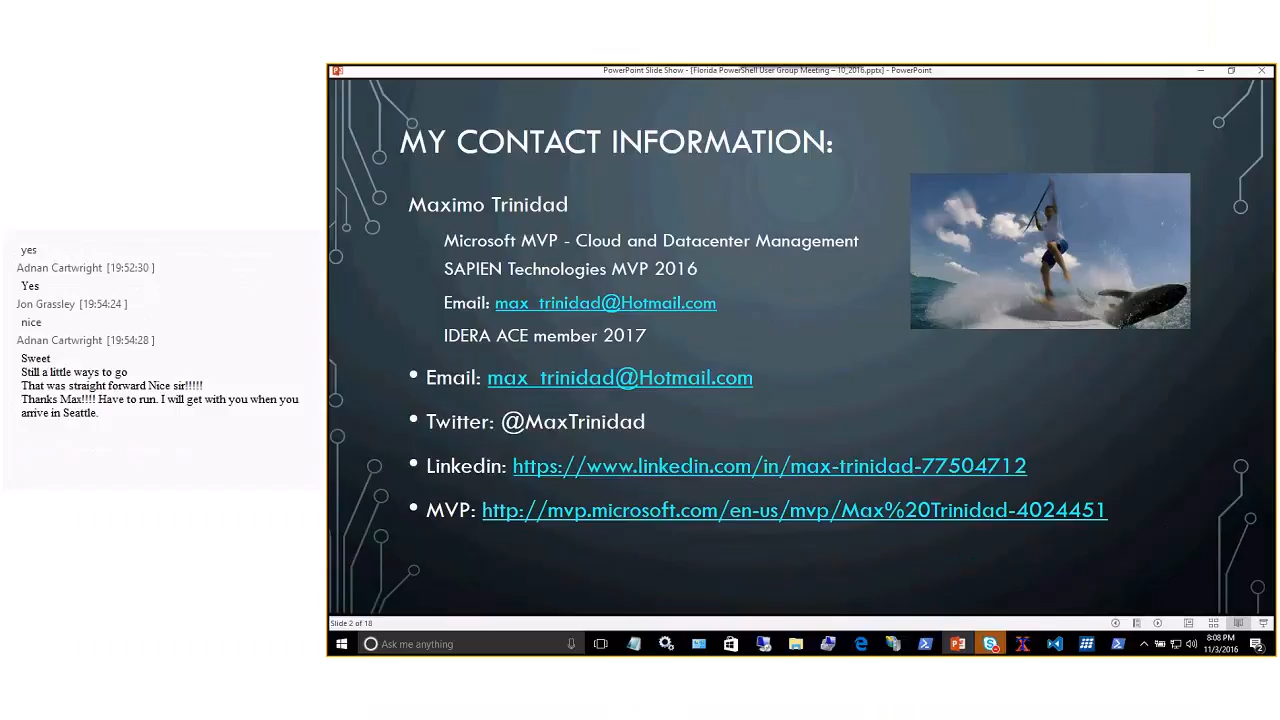 yes
Adnan Cartwright [19:52:30 ]
Yes
Jon Grassley [19:54:24 ]
nice
Adnan Cartwright [19:54:28 ]
Sweet
Still a little ways to go
That was straight forward Nice sir!!!!!
Thanks Max!!!! Have to run. I will get with you when you
arrive in Seattle.
PowerPoint Slide Show - [Florida PowerShell User Group Meeting – 10_2016.pptx] - PowerPoint
MY CONTACT INFORMATION:
Maximo Trinidad
Microsoft MVP - Cloud and Datacenter Management
SAPIEN Technologies MVP 2016
Email: max_trinidad@Hotmail.com
IDERA ACE member 2017
• Email: max_trinidad@Hotmail.com
• Twitter: @MaxTrinidad
• Linkedin: https://www.linkedin.com/in/max-trinidad-77504712
• MVP: http://mvp.microsoft.com/en-us/mvp/Max%20Trinidad-4024451
Slide 2 of 18
Ask me anything
8:08 PM
11/3/2016
2